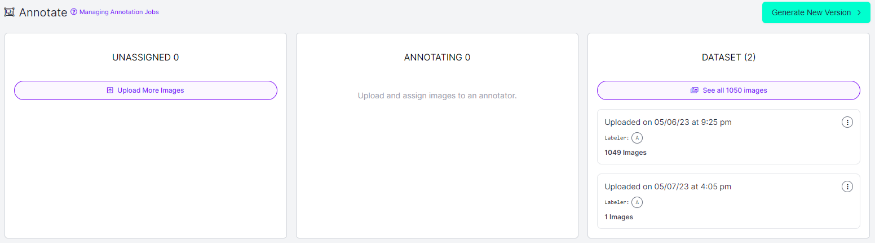 Annotate Managing Annotation Jobs
Generate New Version
UNASSIGNED 0
Upload More Images
ANNOTATING 0
Upload and assign images to an annotator.
DATASET (2)
See all 1050 images
Uploaded on 05/06/23 at 9:25 pm
Labeler: A
1049 Images
Uploaded on 05/07/23 at 4:05 pm
Labeler: A
1 Images